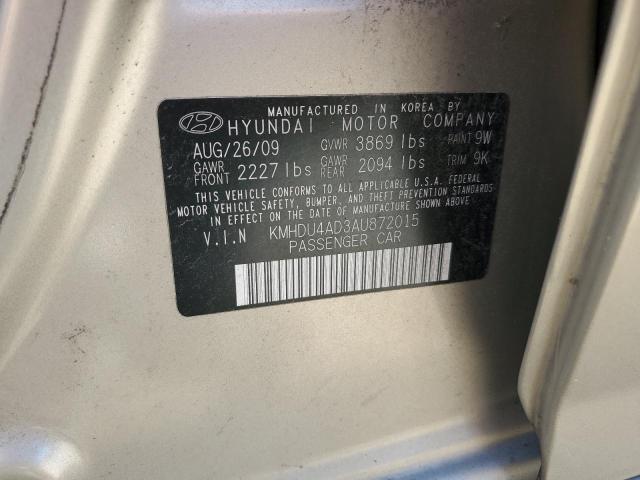 MANUFACTURED IN KOREA BY
HYUNDAI MOTOR COMPANY
AUG/26/09 GVWR 3869 lbs PAINT 9W
GAWR FRONT 2227 lbs GAWR REAR 2094 lbs TRIM 9K
THIS VEHICLE CONFORMS TO ALL APPLICABLE U.S.A. FEDERAL
MOTOR VEHICLE SAFETY, BUMPER, AND THEFT PREVENTION STANDARDS
IN EFFECT ON THE DATE OF MANUFACTURE SHOWN ABOVE.
V.I.N KMHDU4AD3AU872015
PASSENGER CAR